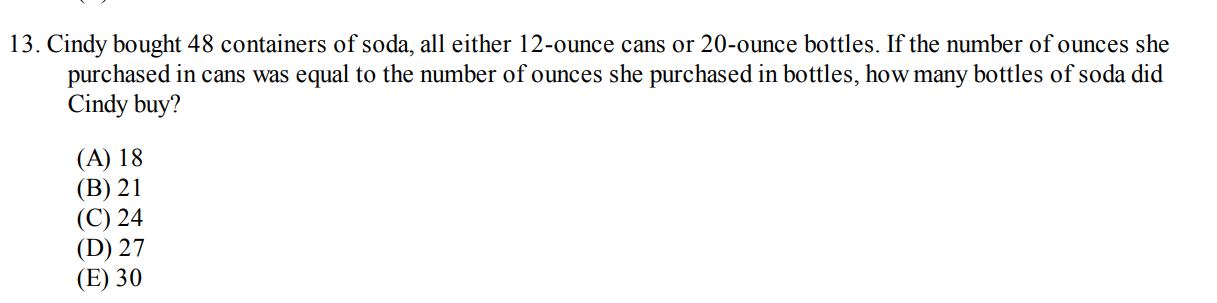 13. Cindy bought 48 containers of soda, all either 12-ounce cans or 20-ounce bottles. If the number of ounces she
purchased in cans was equal to the number of ounces she purchased in bottles, how many bottles of soda did
Cindy buy?
(A) 18
(B) 21
(C) 24
(D) 27
(E) 30